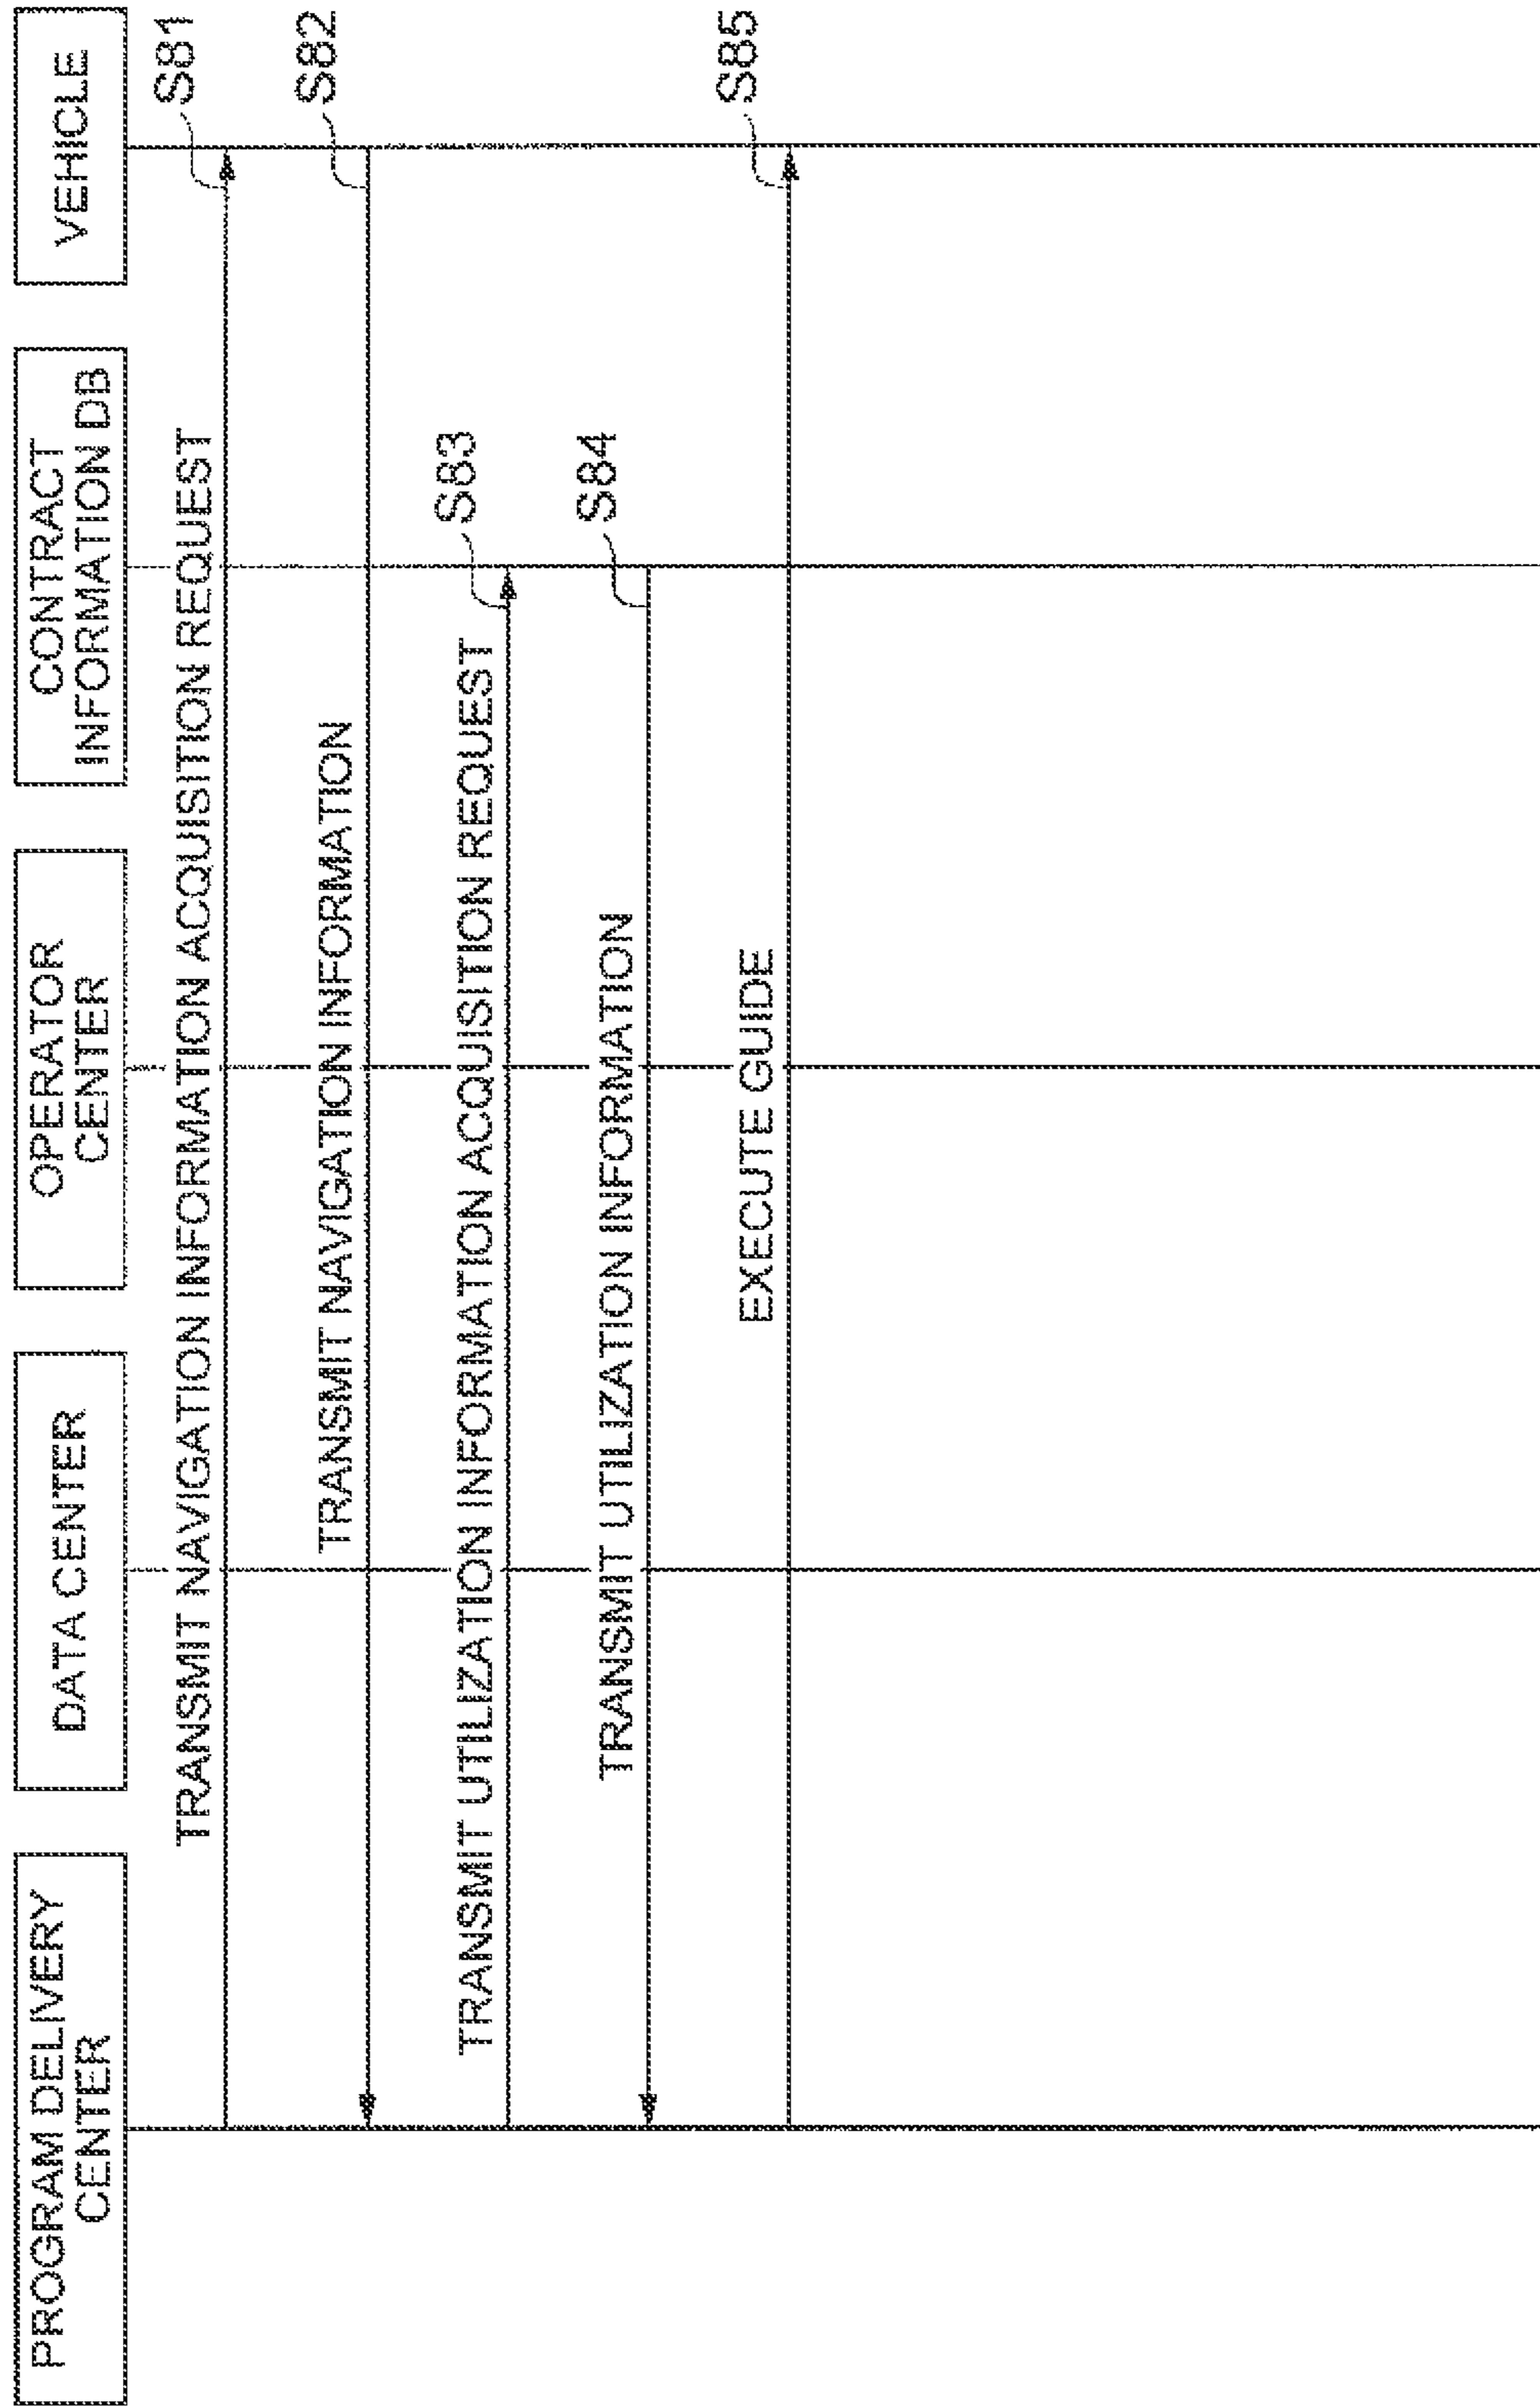 PROGRAM DELIVERY
CENTER
DATA CENTER
OPERATOR
CENTER
CONTRACT
INFORMATION DB
VEHICLE
TRANSMIT NAVIGATION INFORMATION ACQUISITION REQUEST
S81
TRANSMIT NAVIGATION INFORMATION
S82
TRANSMIT UTILIZATION INFORMATION ACQUISITION REQUEST
S83
TRANSMIT UTILIZATION INFORMATION
S84
EXECUTE GUIDE
S85